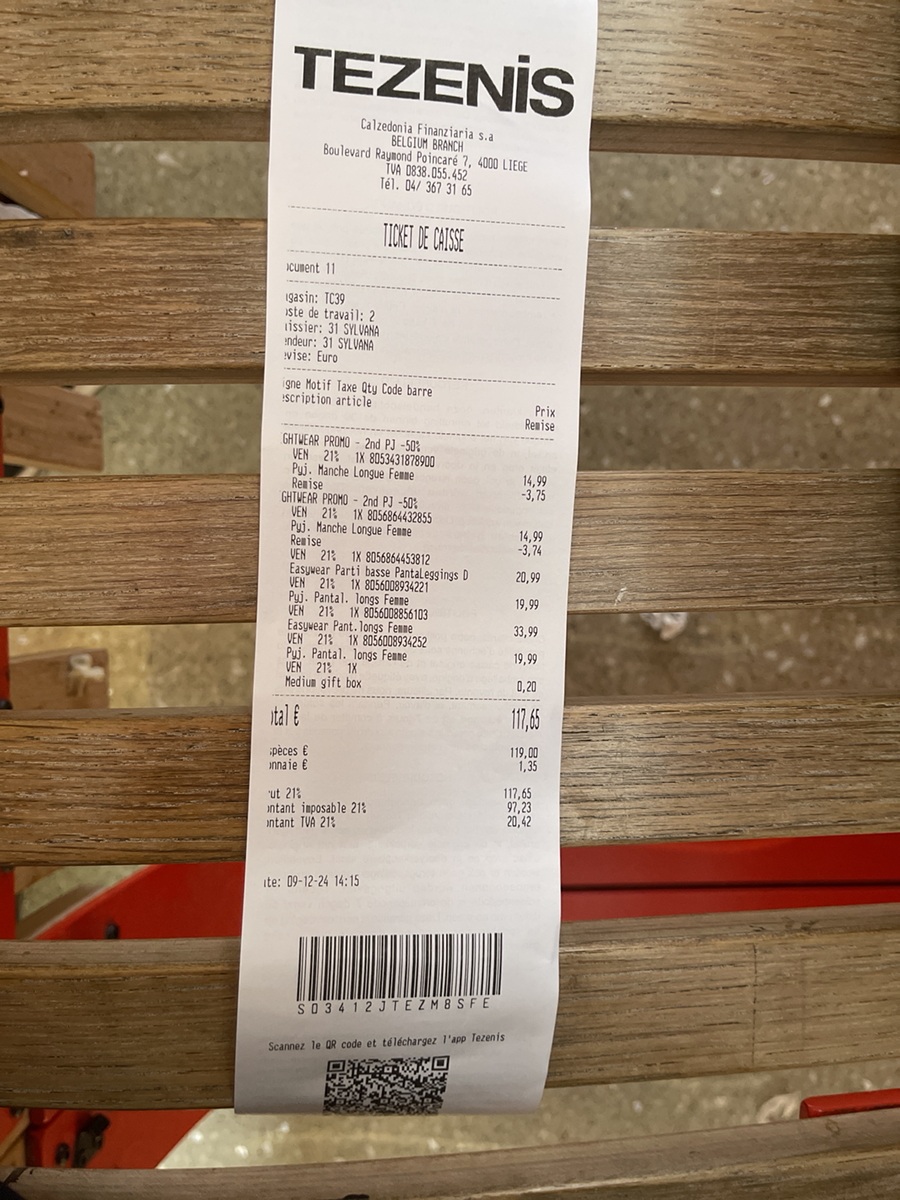 TEZENIS
Calzedonia Finanziaria s.a
BELGIUM BRANCH
Boulevard Raymond Poincaré 7, 4000 LIEGE
TVA 0838.055.452
Tél. 04/ 367 31 65
TICKET DE CAISSE
ocument 11
agasin: TC39
oste de travail: 2
aissier: 31 SYLVANA
endeur: 31 SYLVANA
evise: Euro
igne Motif Taxe Qty Code barre
escription article Prix
Remise
GHTWEAR PROMO - 2nd PJ -50%
VEN 21% 1X 8053431878900
Pyj. Manche Longue Femme 14,99
Remise -3,75
GHTWEAR PROMO - 2nd PJ -50%
VEN 21% 1X 8056864432855
Pyj. Manche Longue Femme 14,99
Remise -3,74
VEN 21% 1X 8056864453812
Easywear Parti basse PantaLeggings D 20,99
VEN 21% 1X 8056008934221
Pyj. Pantal. longs Femme 19,99
VEN 21% 1X 8056008856103
Easywear Pant.longs Femme 33,99
VEN 21% 1X 8056008934252
Pyj. Pantal. longs Femme 19,99
VEN 21% 1X
Medium gift box 0,20
otal € 117,65
spèces € 119,00
onnaie € 1,35
rut 21% 117,65
ontant imposable 21% 97,23
ontant TVA 21% 20,42
ate: 09-12-24 14:15
S03412JTEZM8SFE
Scannez le QR code et téléchargez l'app Tezenis